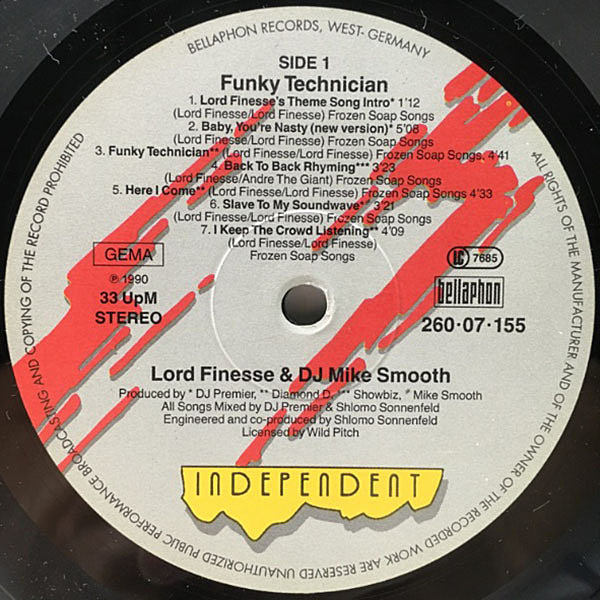 BELLAPHON RECORDS, WEST-GERMANY
SIDE 1
Funky Technician
1. Lord Finesse's Theme Song Intro* 1'12
(Lord Finesse/Lord Finesse) Frozen Soap Songs
2. Baby, You're Nasty (new version)* 5'08
(Lord Finesse/Lord Finesse) Frozen Soap Songs
3. Funky Technician** (Lord Finesse/Lord Finesse) Frozen Soap Songs. 4'41
4. Back To Back Rhyming*** 3'23
(Lord Finesse/Andre The Giant) Frozen Soap Songs
5. Here I Come** (Lord Finesse/Lord Finesse) Frozen Soap Songs 4'33
6. Slave To My Soundwave* 3'21
(Lord Finesse/Lord Finesse) Frozen Soap Songs
7. I Keep The Crowd Listening** 4'09
(Lord Finesse/Lord Finesse)
Frozen Soap Songs
GEMA
℗ 1990
33 UpM
STEREO
LC 7685
bellaphon
260·07·155
Lord Finesse & DJ Mike Smooth
Produced by * DJ Premier, ** Diamond D, *** Showbiz, ° Mike Smooth
All Songs Mixed by DJ Premier & Shlomo Sonnenfeld
Engineered and co-produced by Shlomo Sonnenfeld
Licensed by Wild Pitch
INDEPENDENT
ALL RIGHTS OF THE MANUFACTURER AND OF THE OWNER OF THE RECORDED WORK ARE RESERVED UNAUTHORIZED PUBLIC PERFORMANCE BROADCASTING AND COPYING OF THE RECORD PROHIBITED